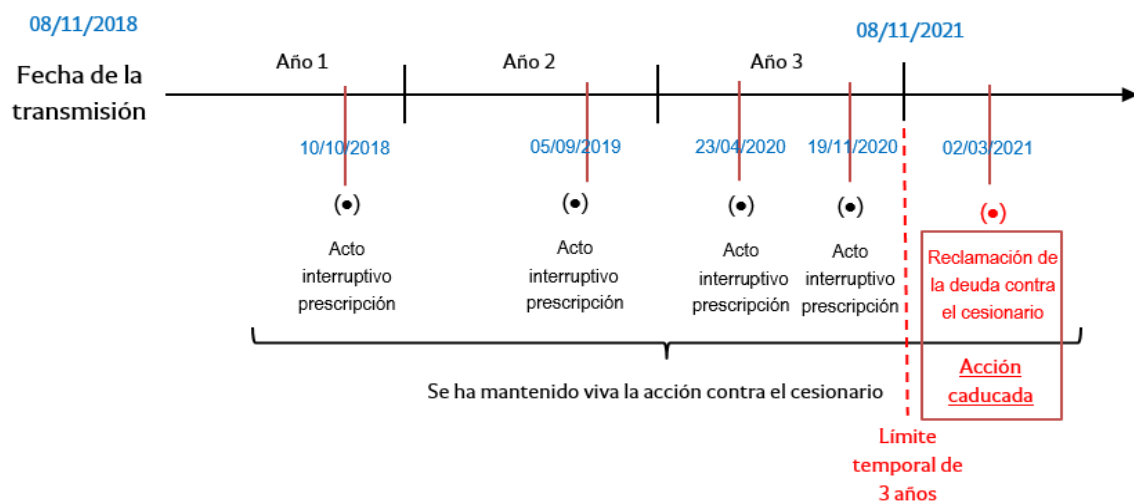 08/11/2018
Fecha de la
transmisión
Año 1
Año 2
Año 3
08/11/2021
10/10/2018
05/09/2019
23/04/2020
19/11/2020
02/03/2021
(•)
(•)
(•)
(•)
(•)
Acto
interruptivo
prescripción
Acto
interruptivo
prescripción
Acto
interruptivo
prescripción
Acto
interruptivo
prescripción
Reclamación de
la deuda contra
el cesionario
Acción
caducada
Se ha mantenido viva la acción contra el cesionario
Límite
temporal de
3 años